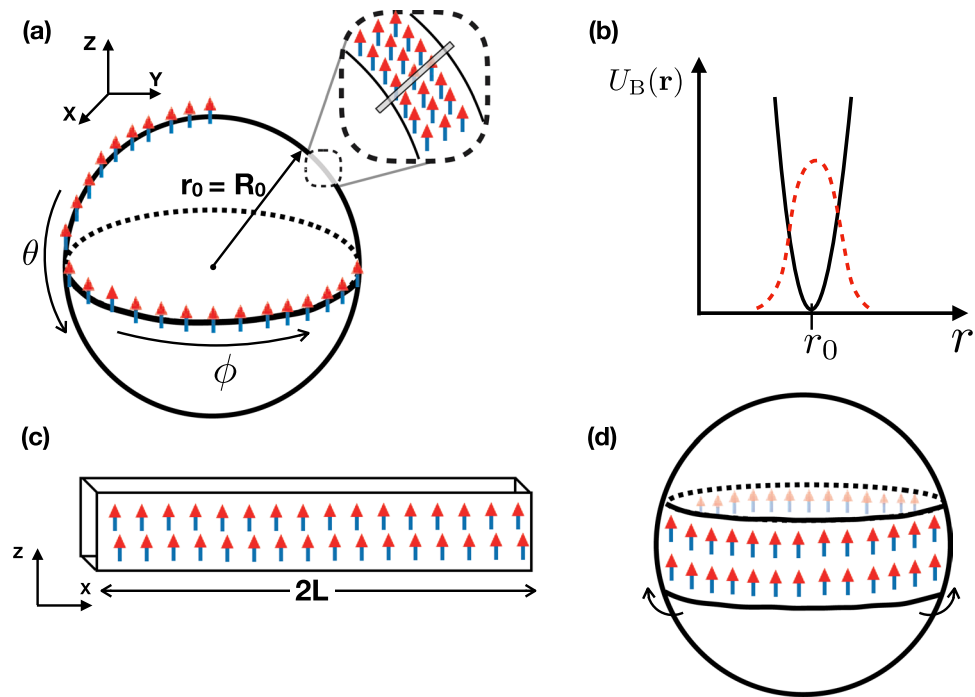 (a)
Z
Y
X
r₀ = R₀
θ
ϕ
(b)
U_B(r)
r₀
r
(c)
z
x
2L
(d)